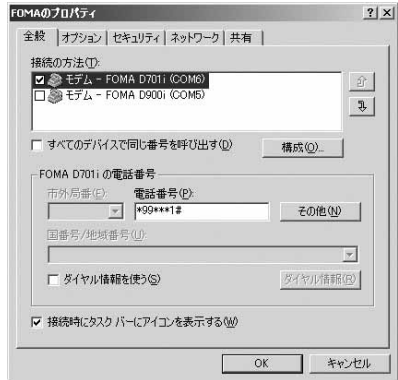 FOMAのプロパティ
全般 オプション セキュリティ ネットワーク 共有
接続の方法(T):
モデム - FOMA D701i (COM6)
モデム - FOMA D900i (COM5)
すべてのデバイスで同じ番号を呼び出す(D) 構成(O)...
FOMA D701i の電話番号
市外局番(E): 電話番号(P):
*99***1# その他(N)
国番号/地域番号(U):
ダイヤル情報を使う(S) ダイヤル情報(R)
接続時にタスク バーにアイコンを表示する(W)
OK キャンセル